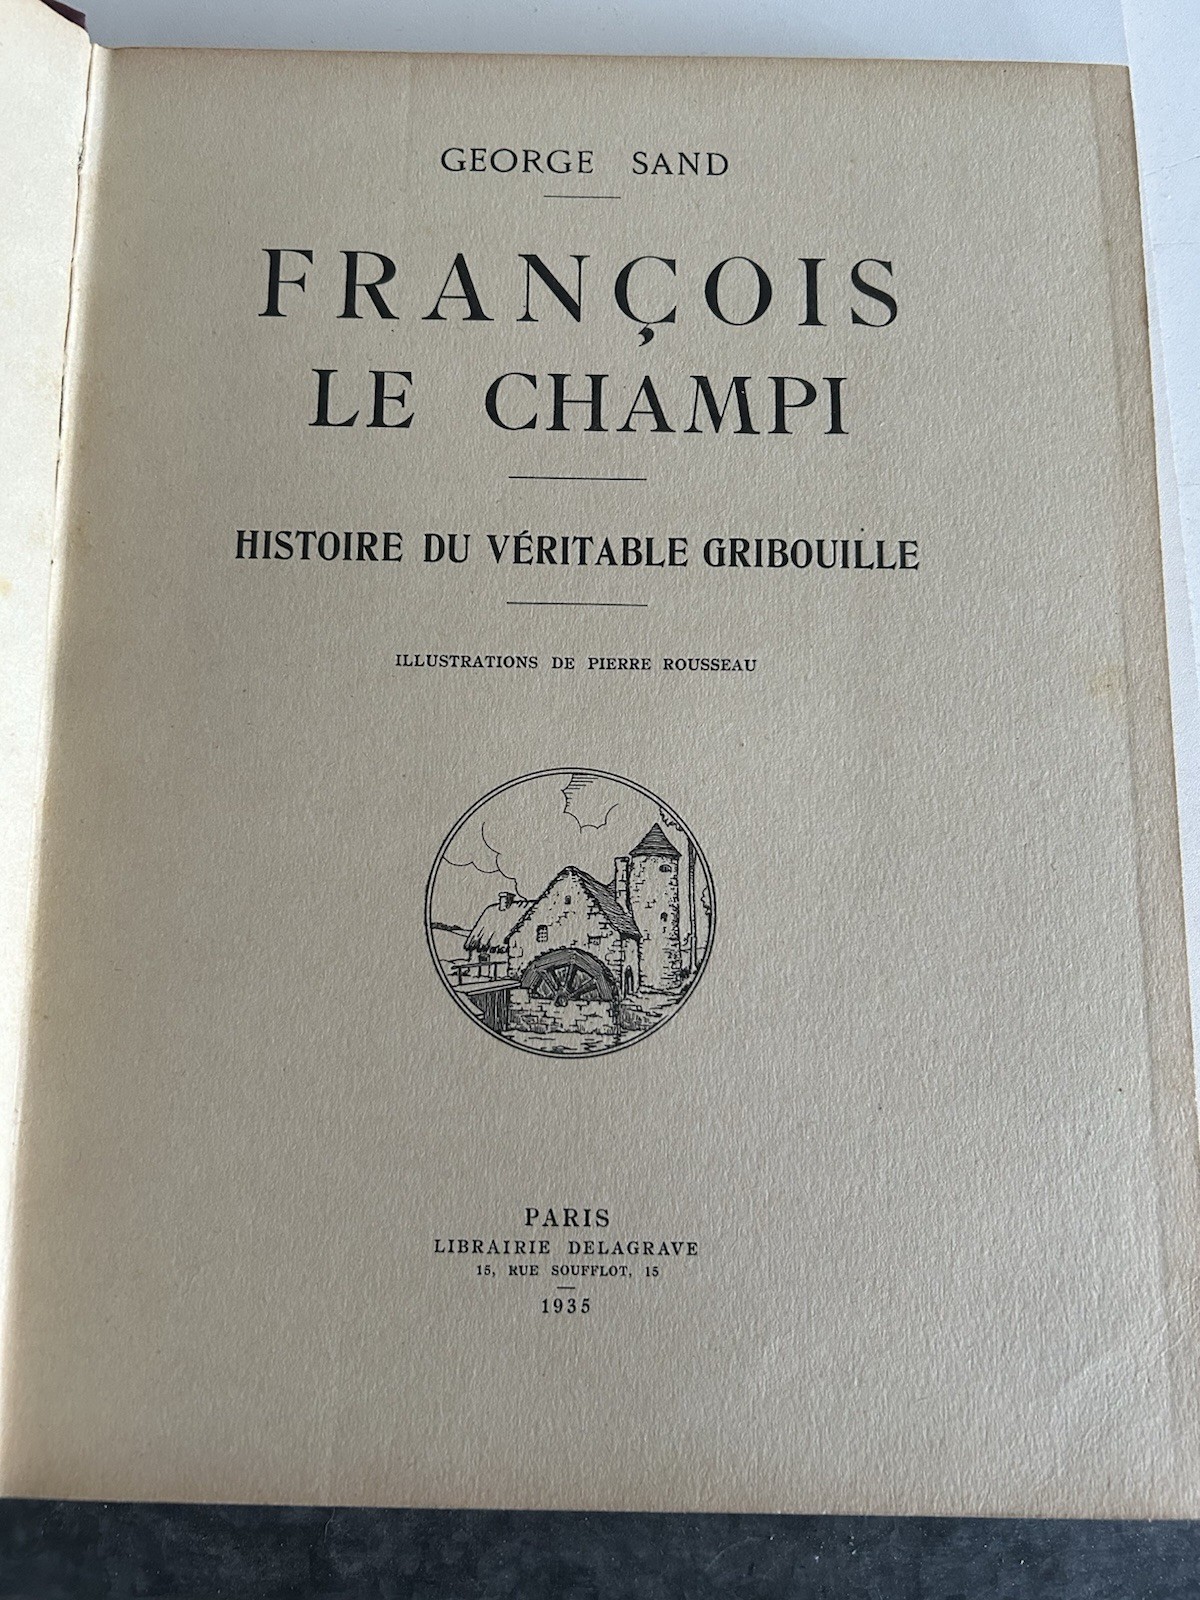 GEORGE SAND
FRANÇOIS
LE CHAMPI
HISTOIRE DU VÉRITABLE GRIBOUILLE
ILLUSTRATIONS DE PIERRE ROUSSEAU
PARIS
LIBRAIRIE DELAGRAVE
15, RUE SOUFFLOT, 15
1935